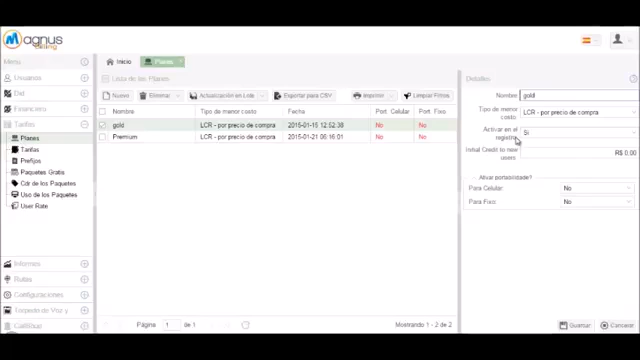 Magnus
Billing
Menu
Inicio
Planes
Usuarios
Did
Financiero
Tarifas
Planes
Tarifas
Prefijos
Paquetes Gratis
Cdr de los Paquetes
Uso de los Paquetes
User Rate
Informes
Rutas
Configuraciones
Torpedo de Voz y
CallShop
Lista de los Planes
Nuevo
Eliminar
Actualización en Lote
Exportar para CSV
Imprimir
Limpiar Filtros
Nombre Tipo de menor costo Fecha Port Celular Port Fixo
gold LCR - por precio de compra 2015-01-15 12:52:38 No No
Premium LCR - por precio de compra 2015-01-21 06:16:01 No No
Página 1 de 1
Mostrando 1 - 2 de 2
Detalles
Nombre gold
Tipo de menor costo LCR - por precio de compra
Activar en el registro Si
Initial Credit to new users R$ 0,00
Ativar portabilidade?
Para Celular: No
Para Fixo: No
Guardar
Cancelar